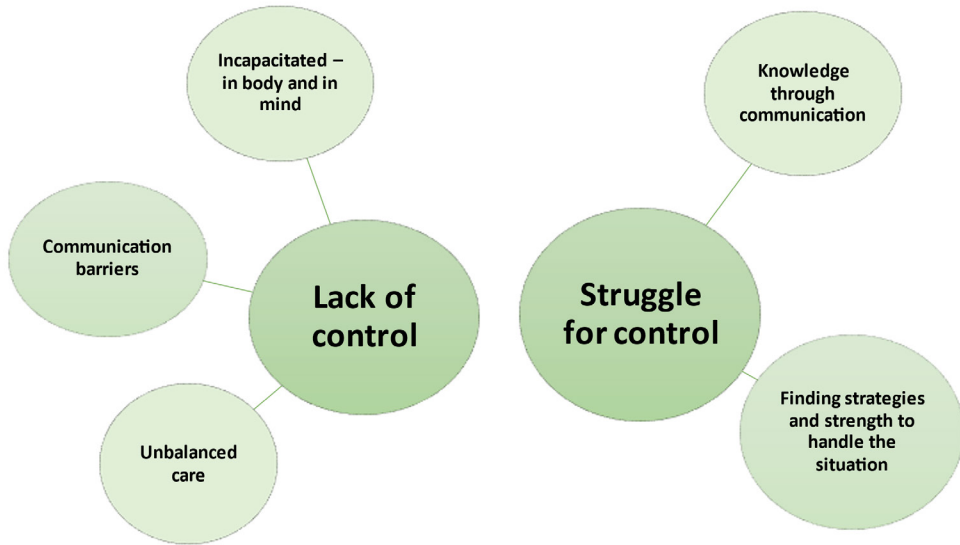 Incapacitated –
in body and in
mind
Communication
barriers
Lack of
control
Unbalanced
care
Knowledge
through
communication
Struggle
for control
Finding strategies
and strength to
handle the
situation